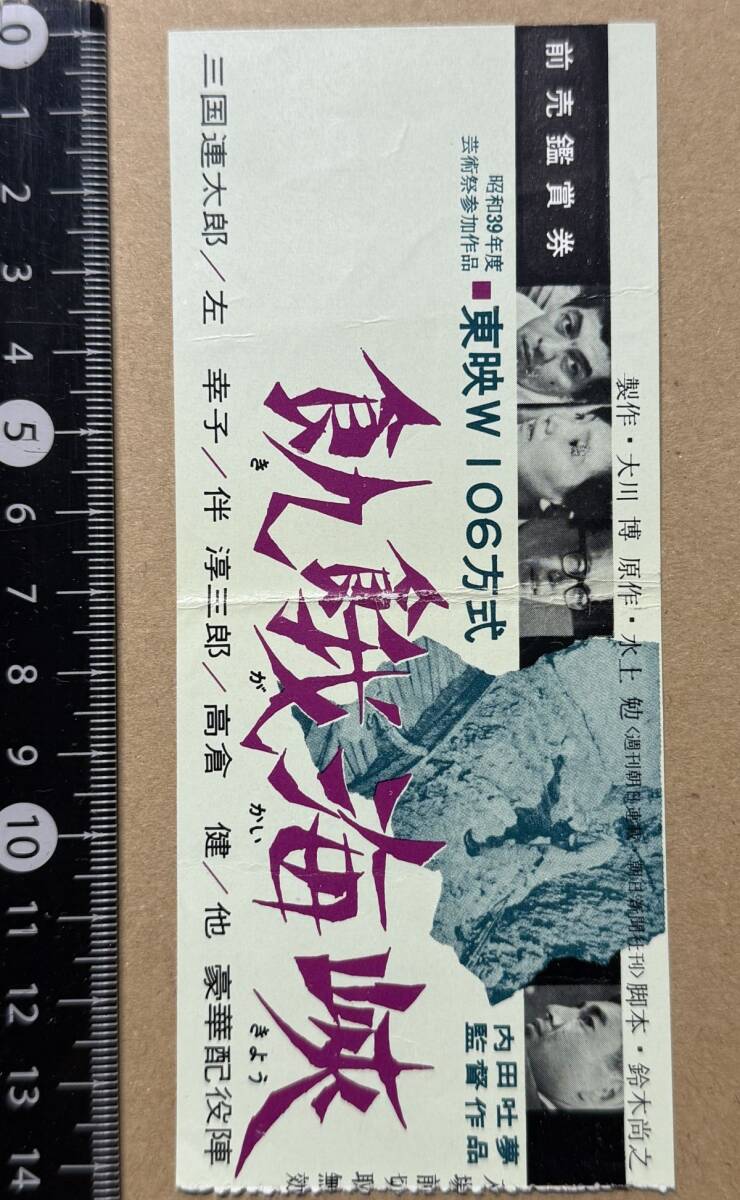 前売鑑賞券
製作・大川 博 原作・水上 勉〈週刊朝日連載・朝日新聞社刊〉脚本・鈴木尚之
昭和39年度
芸術祭参加作品
■東映W106方式
内田吐夢
監督作品
飢餓海峡
き が かい きょう
三国連太郎／左 幸子／伴 淳三郎／高倉 健／他 豪華配役陣
前切取無効
0 1 2 3 4 5 6 7 8 9 10 11 12 13 14